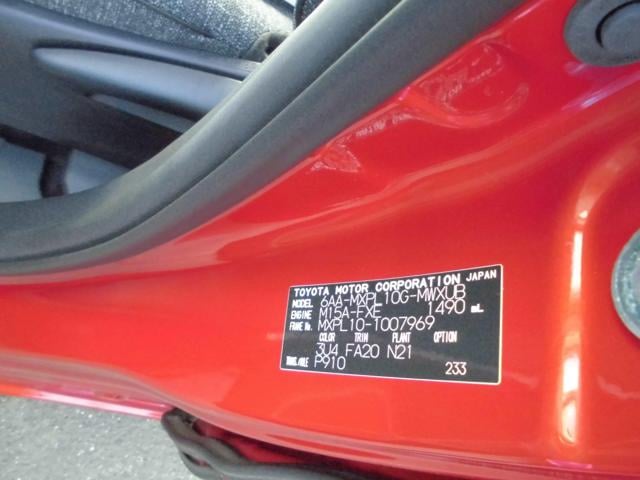 TOYOTA MOTOR CORPORATION JAPAN
MODEL 6AA-MXPL10G-MWXUB
ENGINE M15A-FXE 1490 mL
FRAME No. MXPL10-1007969
COLOR TRIM PLANT OPTION
3U4 FA20 N21
TRANS./AXLE P910 233